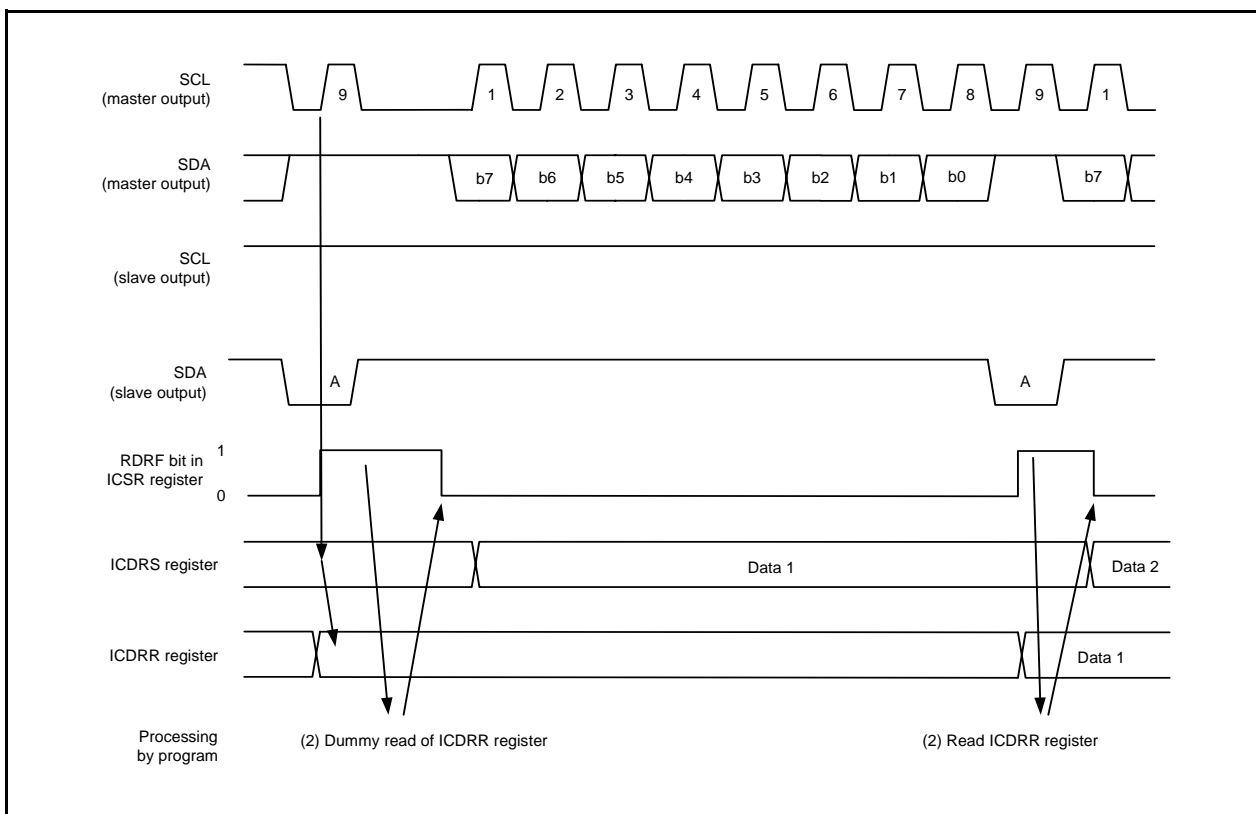 SCL
(master output)
9 1 2 3 4 5 6 7 8 9 1
SDA
(master output)
b7 b6 b5 b4 b3 b2 b1 b0 b7
SCL
(slave output)
SDA
(slave output)
A A
RDRF bit in
ICSR register
1
0
ICDRS register
Data 1 Data 2
ICDRR register
Data 1
Processing
by program
(2) Dummy read of ICDRR register (2) Read ICDRR register